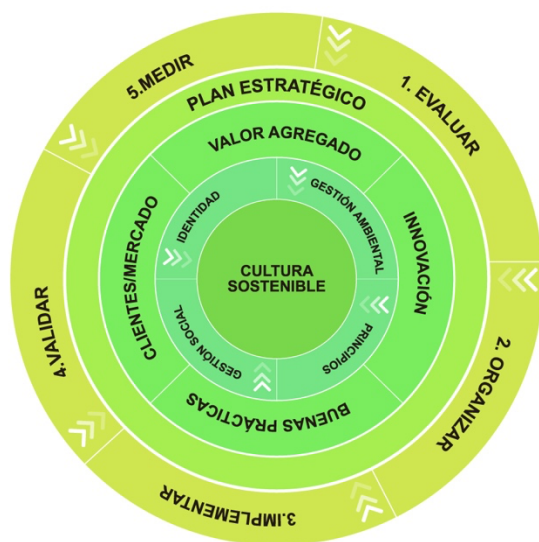 1. EVALUAR
2. ORGANIZAR
3.IMPLEMENTAR
4.VALIDAR
5.MEDIR
PLAN ESTRATÉGICO
VALOR AGREGADO
INNOVACIÓN
BUENAS PRÁCTICAS
CLIENTES/MERCADO
GESTIÓN AMBIENTAL
PRINCIPIOS
GESTIÓN SOCIAL
IDENTIDAD
CULTURA
SOSTENIBLE